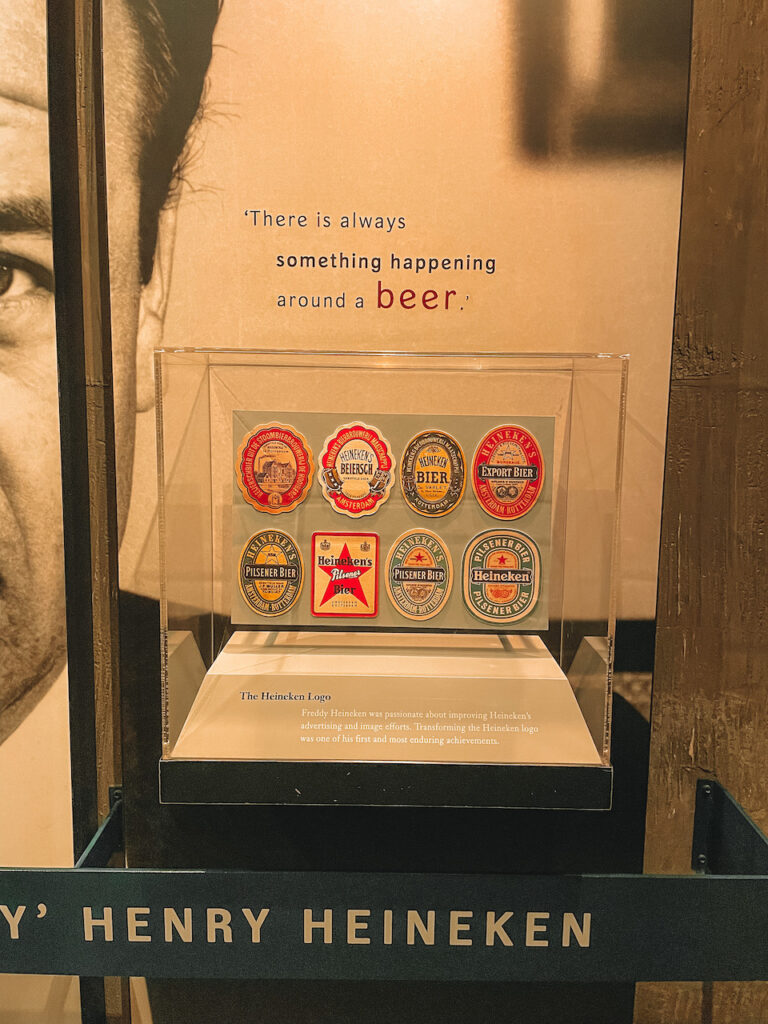 ‘There is always
something happening
around a beer.’
HEINEKEN'S
BEIERSCH
AMSTERDAM
HEINEKEN
BIER
ROTTERDAM
HEINEKEN'S
EXPORT BIER
AMSTERDAM ROTTERDAM
HEINEKEN'S
PILSENER BIER
AMSTERDAM-ROTTERDAM
Heineken's
Pilsener
Bier
HEINEKEN'S
PILSENER BIER
AMSTERDAM-ROTTERDAM
PILSENER BIER
Heineken
PILSENER BIER
The Heineken Logo
Freddy Heineken was passionate about improving Heineken's
advertising and image efforts. Transforming the Heineken logo
was one of his first and most enduring achievements.
Y’ HENRY HEINEKEN